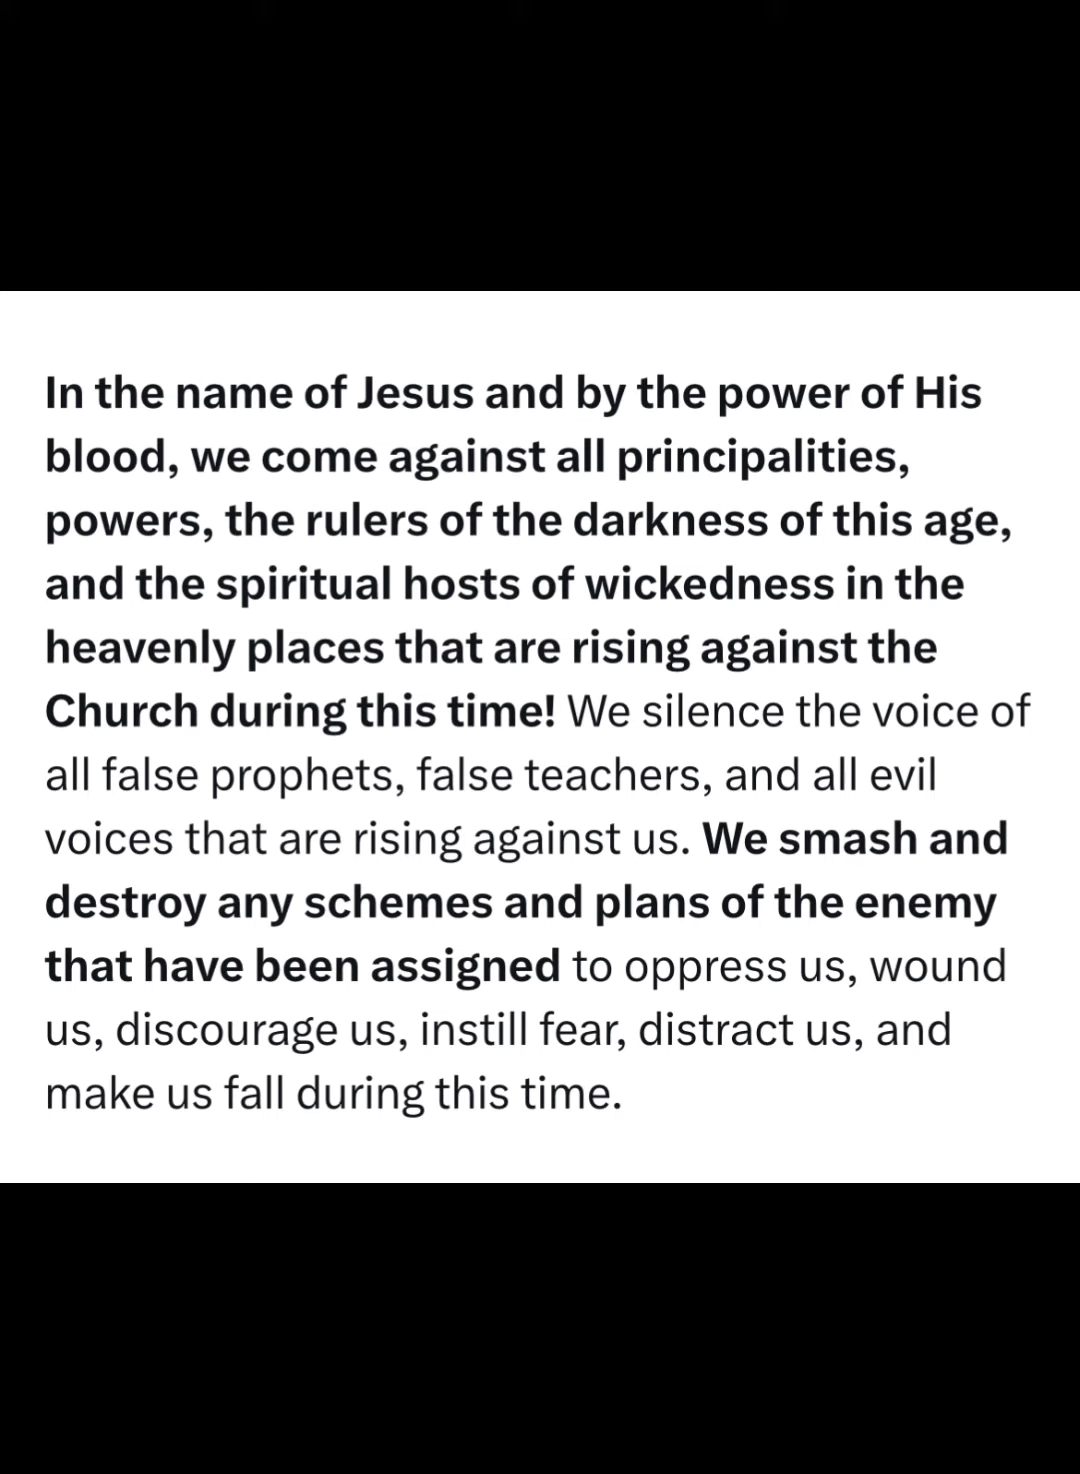 In the name of Jesus and by the power of His
blood, we come against all principalities,
powers, the rulers of the darkness of this age,
and the spiritual hosts of wickedness in the
heavenly places that are rising against the
Church during this time! We silence the voice of
all false prophets, false teachers, and all evil
voices that are rising against us. We smash and
destroy any schemes and plans of the enemy
that have been assigned to oppress us, wound
us, discourage us, instill fear, distract us, and
make us fall during this time.